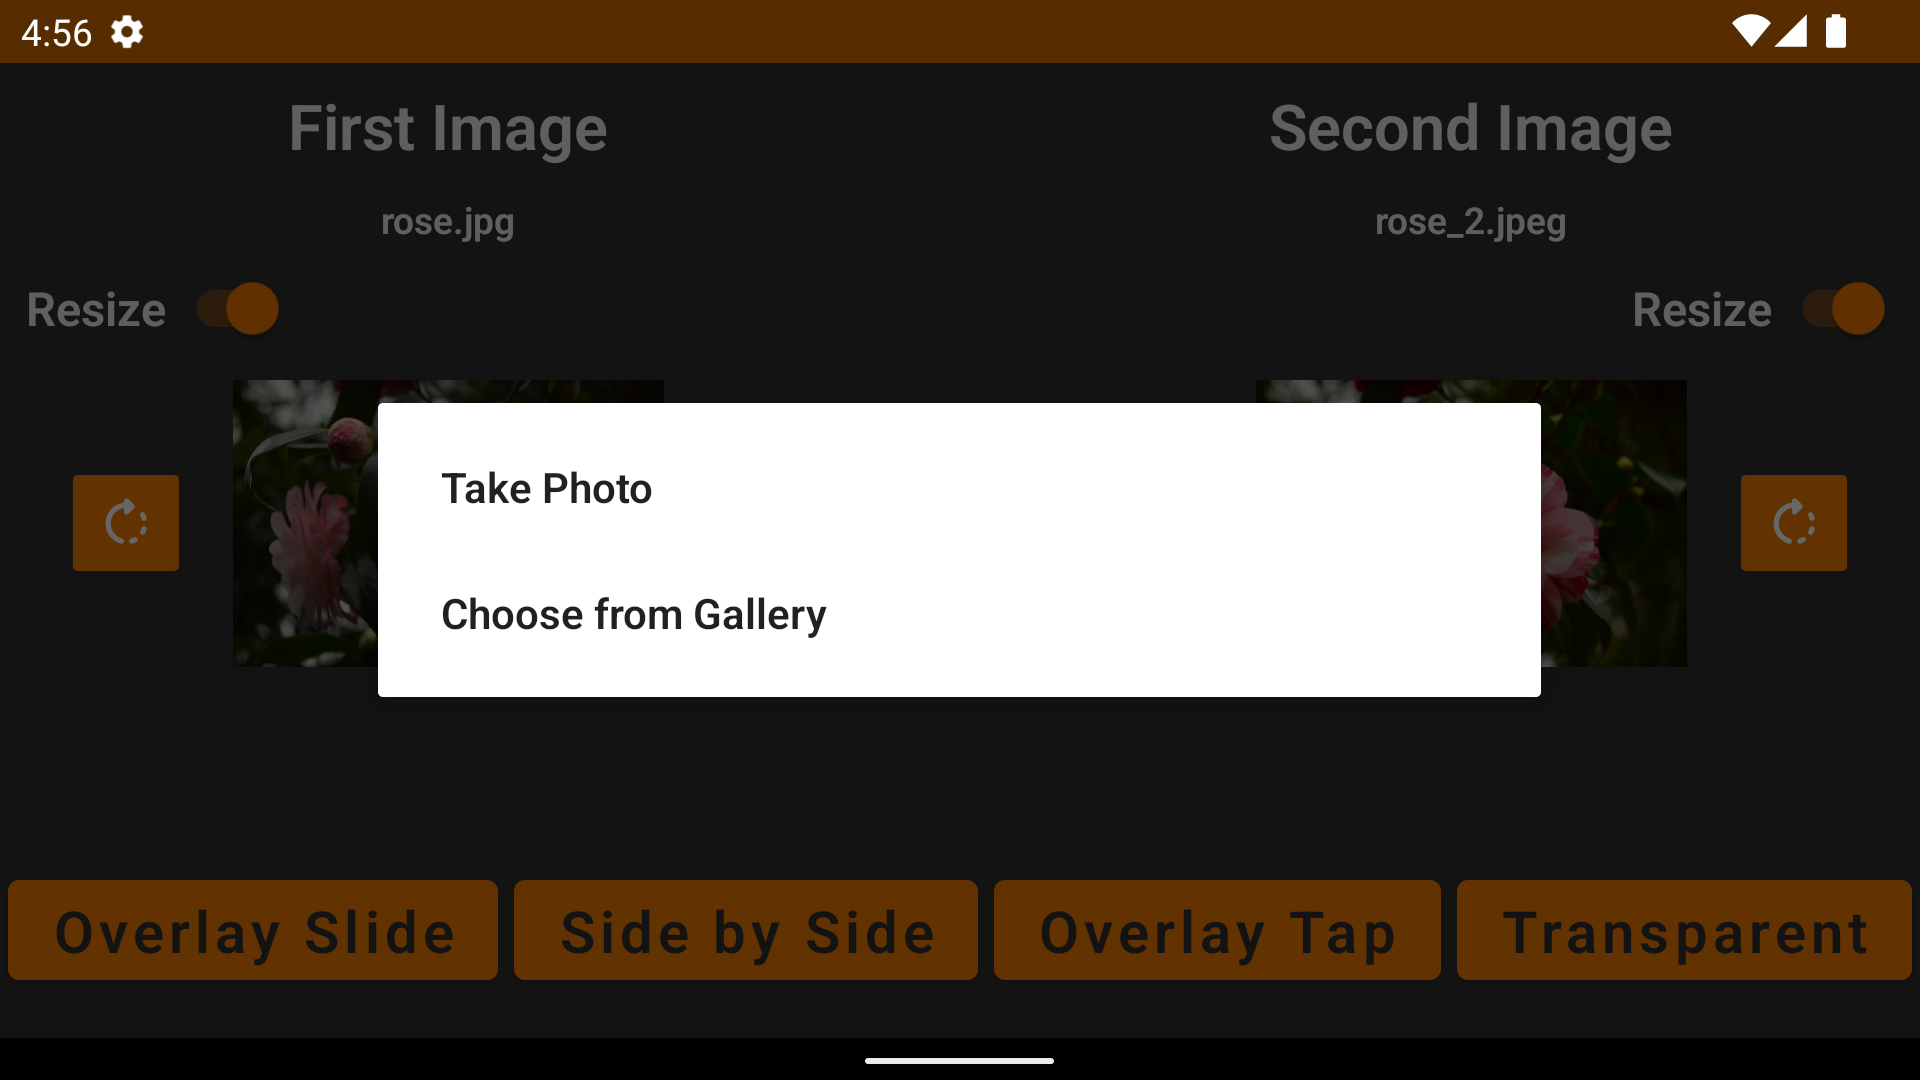 4:56
First Image
Second Image
rose.jpg
rose_2.jpeg
Resize
Resize
Take Photo
Choose from Gallery
Overlay Slide
Side by Side
Overlay Tap
Transparent